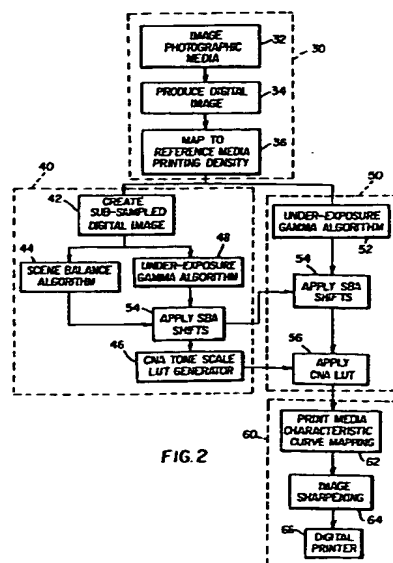 30
IMAGE
PHOTOGRAPHIC
MEDIA
32
PRODUCE DIGITAL
IMAGE
34
MAP TO
REFERENCE MEDIA
PRINTING DENSITY
36
40
42
CREATE
SUB-SAMPLED
DIGITAL IMAGE
44
SCENE BALANCE
ALGORITHM
48
UNDER-EXPOSURE
GAMMA ALGORITHM
54
APPLY SBA
SHIFTS
46
CNA TONE SCALE
LUT GENERATOR
50
UNDER-EXPOSURE
GAMMA ALGORITHM
52
54
APPLY SBA
SHIFTS
56
APPLY
CNA LUT
60
PRINT MEDIA
CHARACTERISTIC
CURVE MAPPING
62
IMAGE
SHARPENING
64
66
DIGITAL
PRINTER
FIG. 2